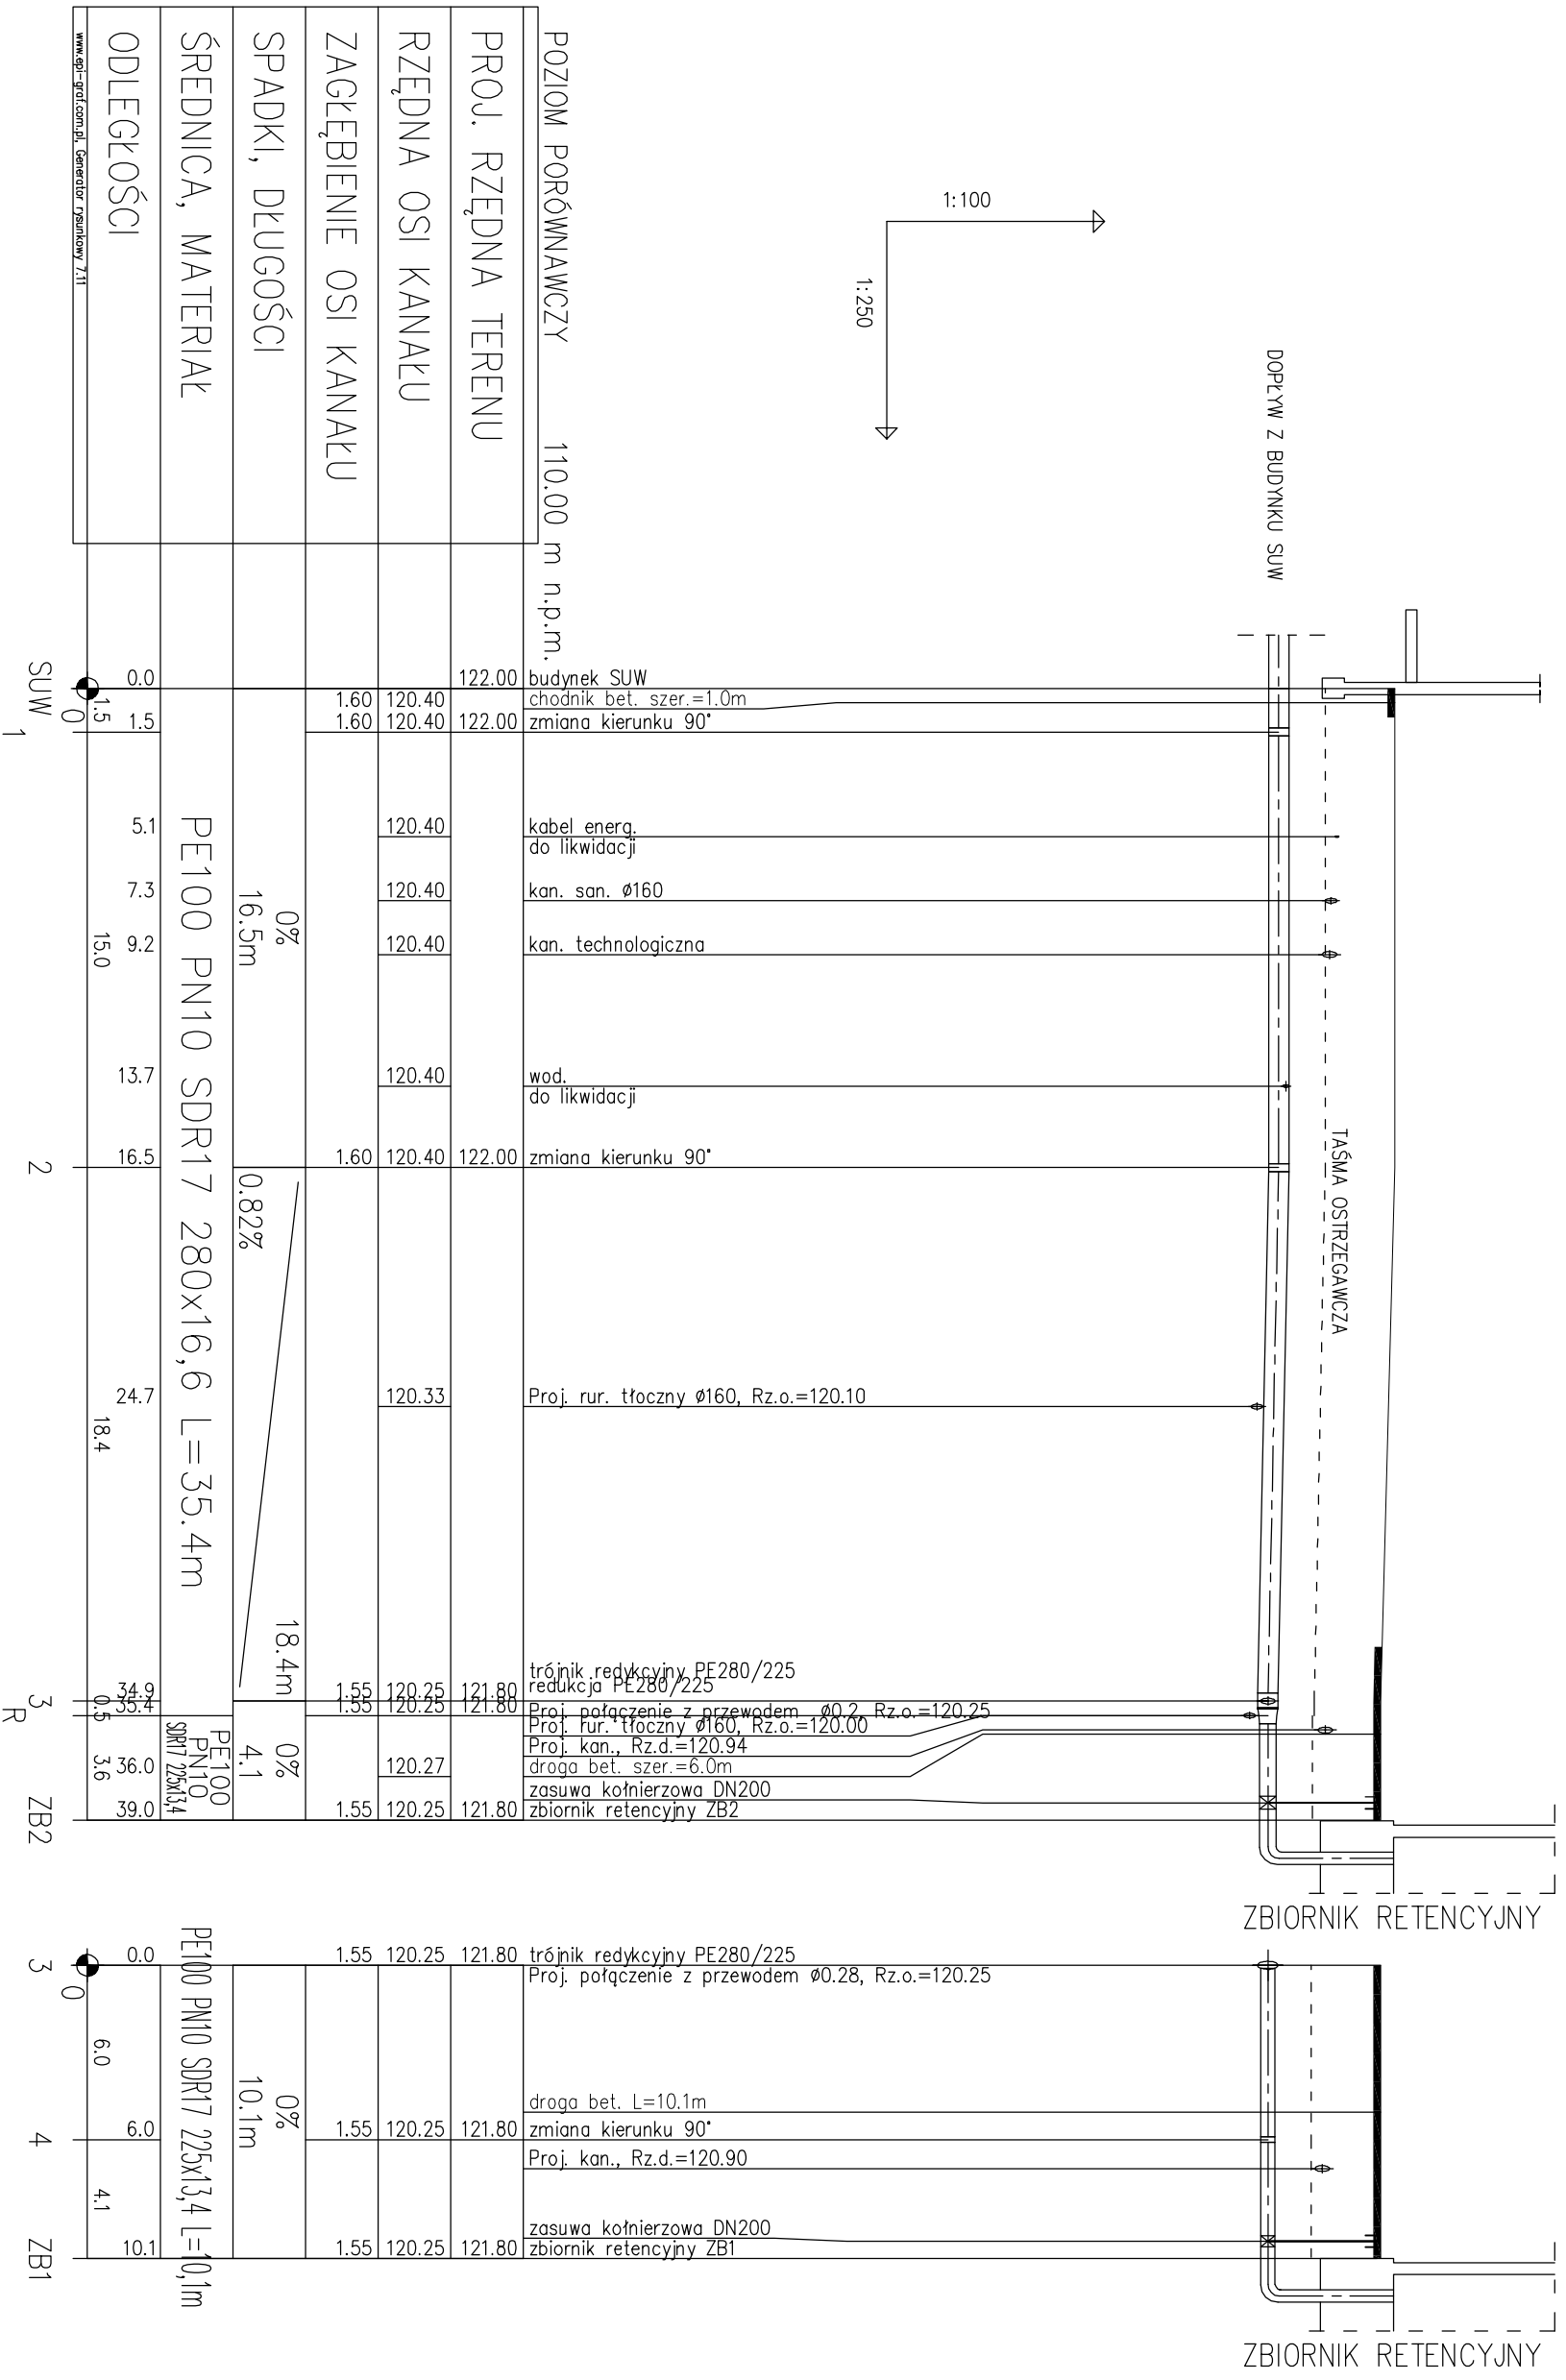 DOPŁYW Z BUDYNKU SUW
1:100
1:250
TAŚMA OSTRZEGAWCZA
ZBIORNIK RETENCYJNY
ZBIORNIK RETENCYJNY
POZIOM PORÓWNAWCZY 110.00 m n.p.m.
budynek SUW
chodnik bet. szer.=1.0m
zmiana kierunku 90°
kabel energ.
do likwidacji
kan. san. Ø160
kan. technologiczna
wod.
do likwidacji
zmiana kierunku 90°
Proj. rur. tłoczny Ø160, Rz.o.=120.10
trójnik redykcyjny PE280/225
redukcja PE280/225
Proj. połączenie z przewodem Ø0.2, Rz.o.=120.25
Proj. rur. tłoczny Ø160, Rz.o.=120.00
Proj. kan., Rz.d.=120.94
droga bet. szer.=6.0m
zasuwa kołnierzowa DN200
zbiornik retencyjny ZB2
trójnik redykcyjny PE280/225
Proj. połączenie z przewodem Ø0.28, Rz.o.=120.25
droga bet. L=10.1m
zmiana kierunku 90°
Proj. kan., Rz.d.=120.90
zasuwa kołnierzowa DN200
zbiornik retencyjny ZB1
PROJ. RZĘDNA TERENU
122.00 122.00 122.00 121.80 121.80 121.80 121.80 121.80 121.80
RZĘDNA OSI KANAŁU
120.40 120.40 120.40 120.40 120.40 120.40 120.40 120.33 120.25 120.25 120.27 120.25 120.25 120.25 120.25
ZAGŁĘBIENIE OSI KANAŁU
1.60 1.60 1.60 1.55 1.55 1.55 1.55 1.55 1.55
SPADKI, DŁUGOŚCI
0% 16.5m
0.82% 18.4m
0% 4.1
0% 10.1m
ŚREDNICA, MATERIAŁ
PE100 PN10 SDR17 280x16,6 L=35.4m
PE100
PN10
SDR17 225x13,4
PE100 PN10 SDR17 225x13,4 L=10,1m
ODLEGŁOŚCI
0.0 1.5 5.1 7.3 9.2 13.7 16.5 24.7 34.9 35.4 36.0 39.0 0.0 6.0 10.1
1.5 15.0 18.4 0.5 3.6 6.0 4.1
www.epi-graf.com.pl, Generator rysunkowy 7.11
0 0
SUW 1 2 3 R ZB2 3 4 ZB1